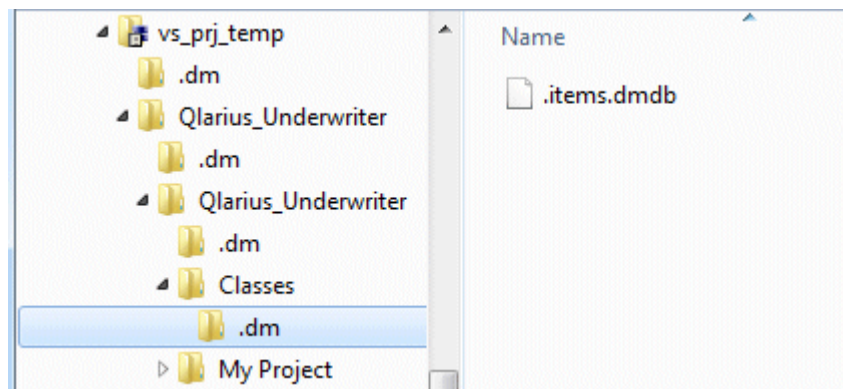 vs_prj_temp
.dm
Qlarius_Underwriter
.dm
Qlarius_Underwriter
.dm
Classes
.dm
My Project
Name
.items.dmdb